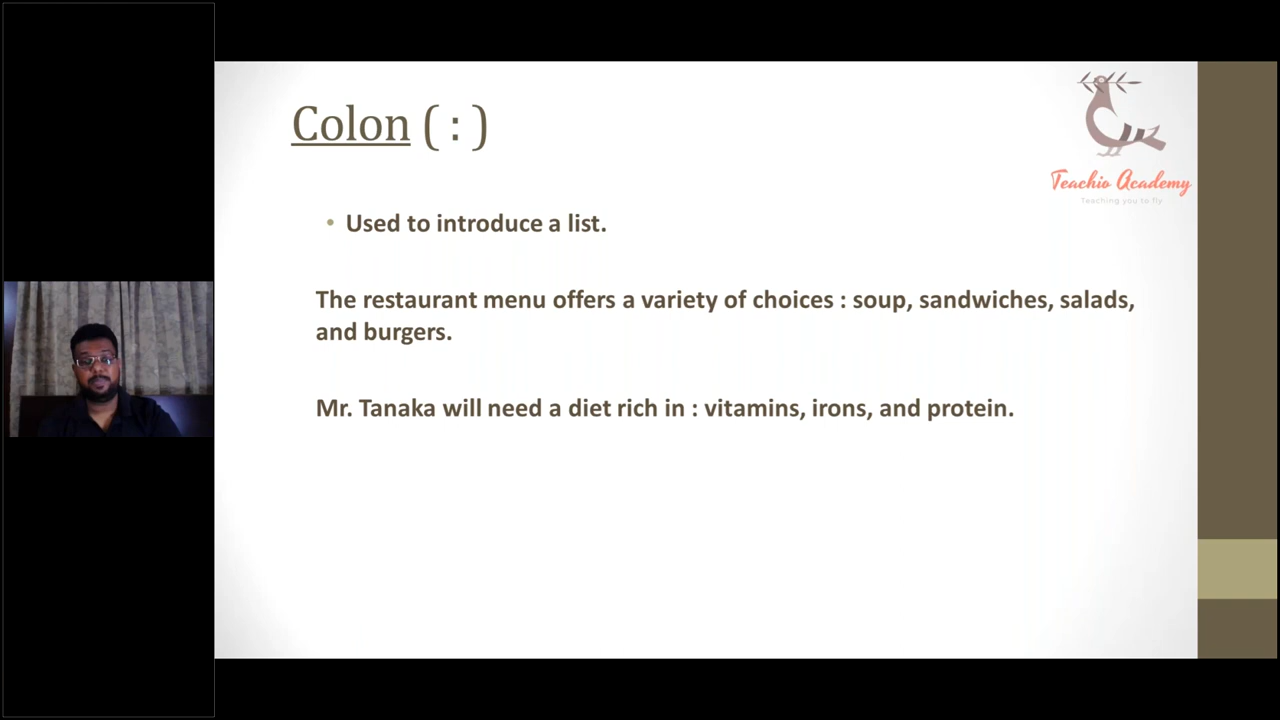 Colon ( : )
Teachio Academy
Teaching you to fly
• Used to introduce a list.
The restaurant menu offers a variety of choices : soup, sandwiches, salads,
and burgers.
Mr. Tanaka will need a diet rich in : vitamins, irons, and protein.